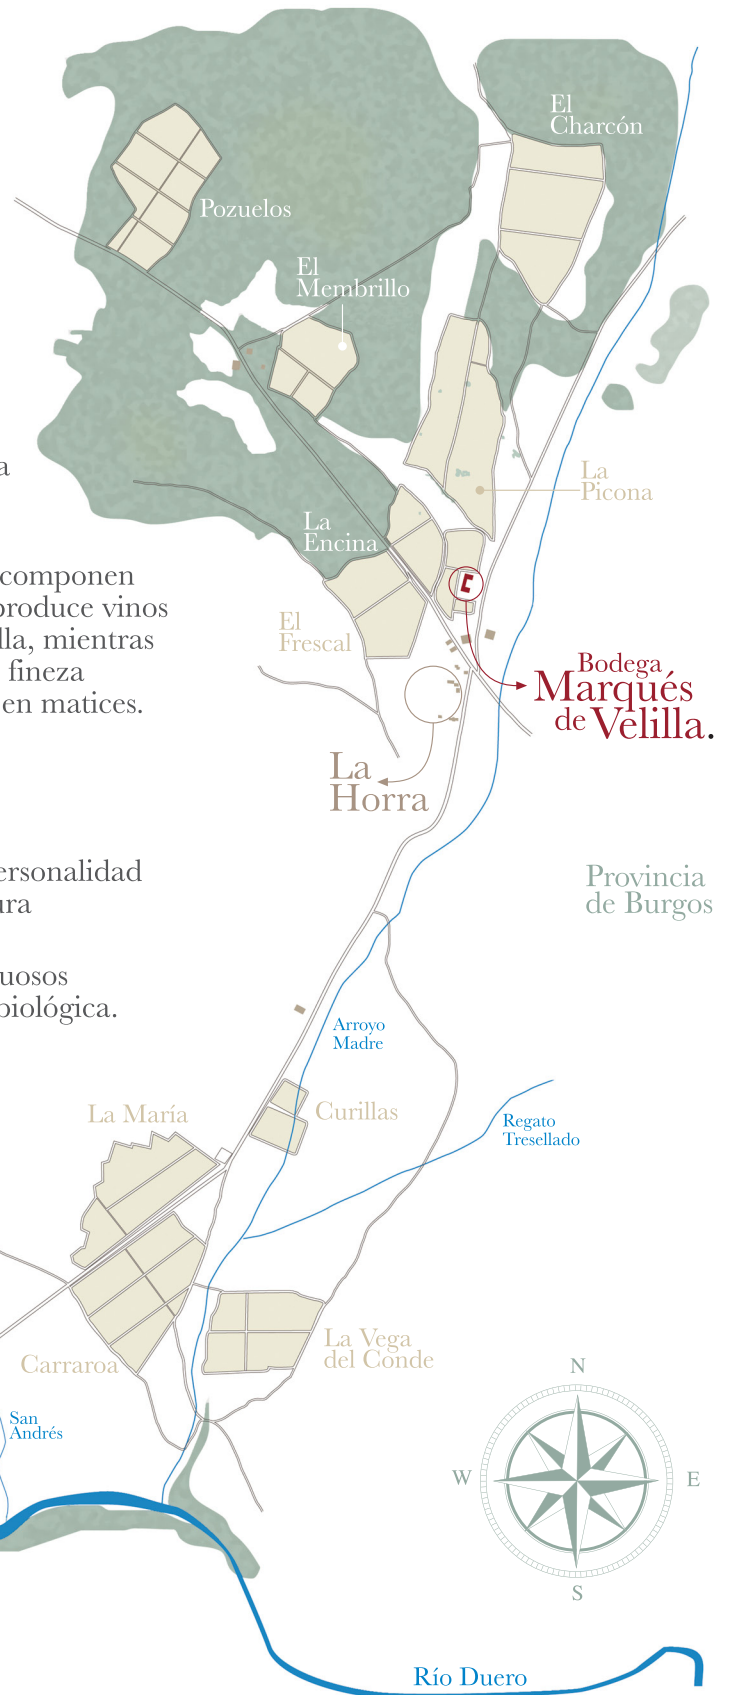 El
Charcón
Pozuelos
El
Membrillo
a
La
Picona
La
Encina
componen
produce vinos
lla, mientras
fineza
en matices.
El
Frescal
Bodega
Marqués
de Velilla.
La
Horra
ersonalidad
ura
Provincia
de Burgos
uosos
biológica.
Arroyo
Madre
La María
Curillas
Regato
Tresellado
La Vega
del Conde
Carraroa
San
Andrés
N
W
E
S
Río Duero